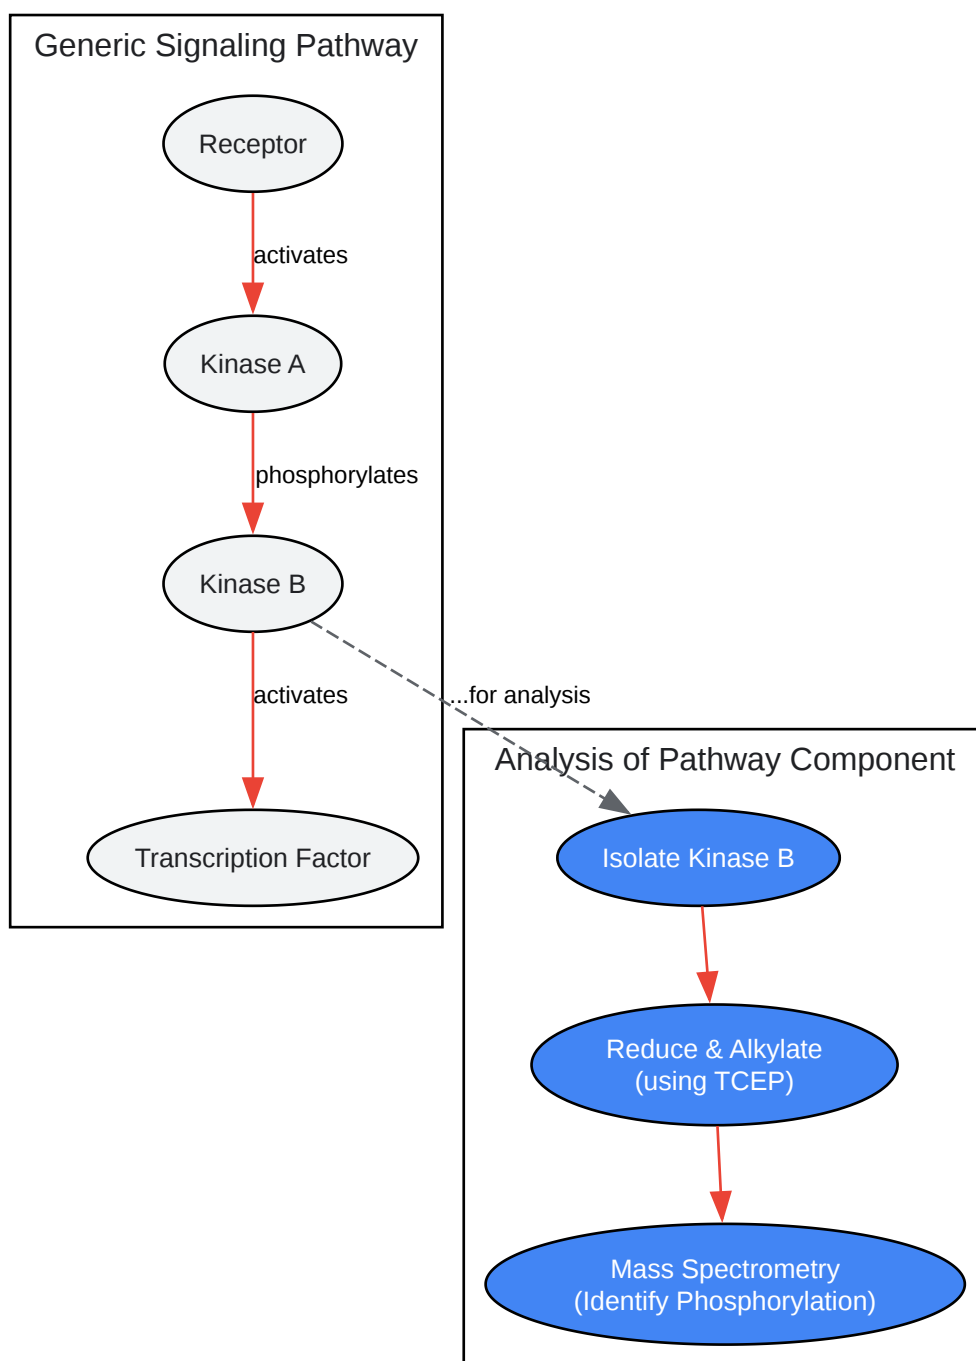 Generic Signaling Pathway
Receptor
activates
Kinase A
phosphorylates
Kinase B
activates
...for analysis
Transcription Factor
Analysis of Pathway Component
Isolate Kinase B
Reduce & Alkylate
(using TCEP)
Mass Spectrometry
(Identify Phosphorylation)